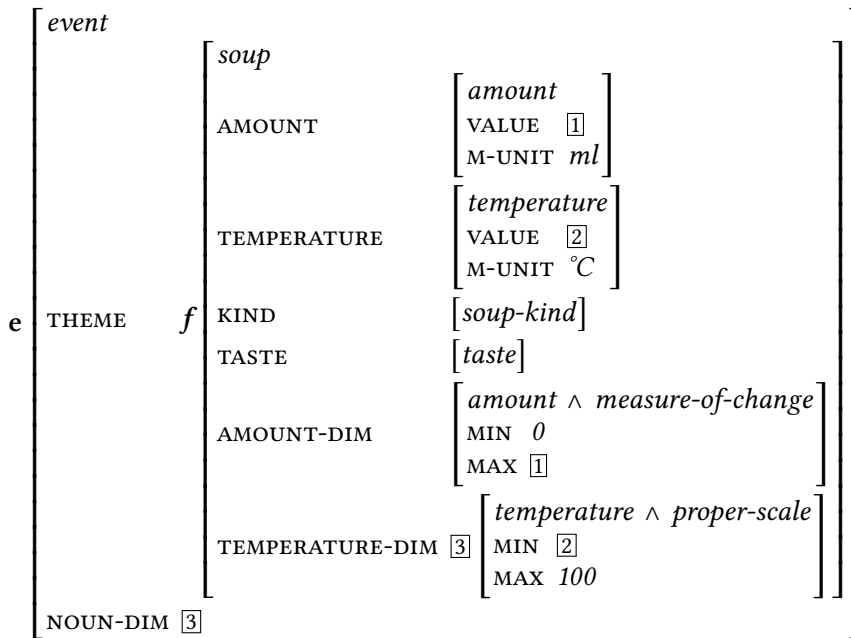 event
soup
amount
AMOUNT VALUE 1
M-UNIT ml
temperature
TEMPERATURE VALUE 2
M-UNIT °C
e THEME f KIND [soup-kind]
TASTE [taste]
amount ∧ measure-of-change
AMOUNT-DIM MIN 0
MAX 1
temperature ∧ proper-scale
TEMPERATURE-DIM 3 MIN 2
MAX 100
NOUN-DIM 3